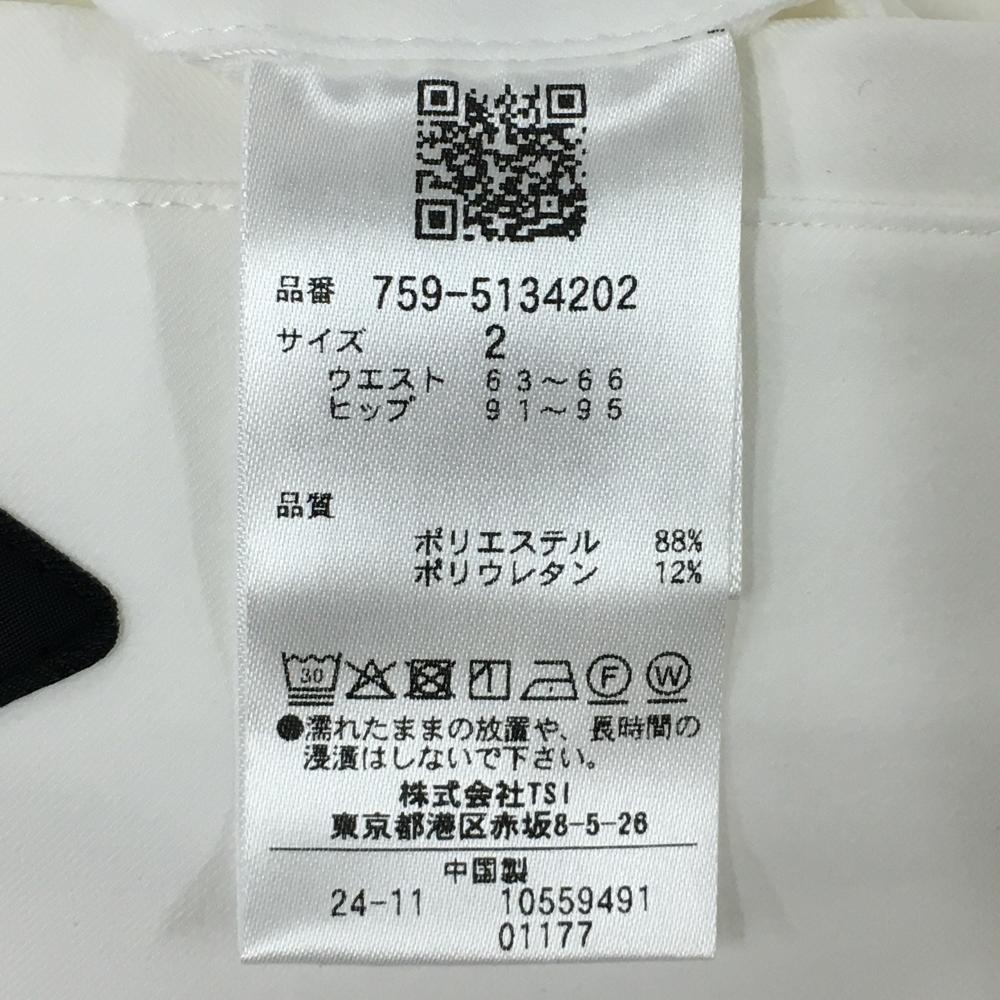 品番 759-5134202
サイズ 2
ウエスト 63～66
ヒップ 91～95
品質
ポリエステル 88%
ポリウレタン 12%
30 F W
●濡れたままの放置や、長時間の
浸漬はしないで下さい。
株式会社TSI
東京都港区赤坂8-5-26
中国製
24-11 10559491
01177